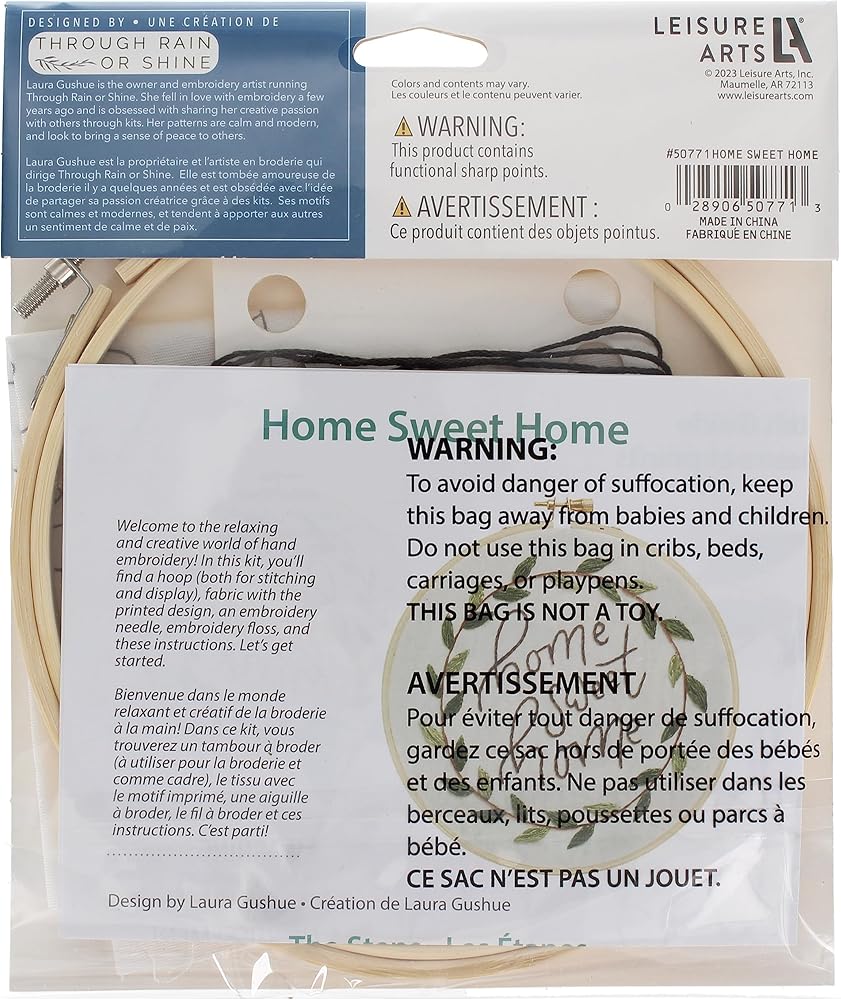 DESIGNED BY • UNE CRÉATION DE
THROUGH RAIN
OR SHINE
Laura Gushue is the owner and embroidery artist running
Through Rain or Shine. She fell in love with embroidery a few
years ago and is obsessed with sharing her creative passion
with others through kits. Her patterns are calm and modern,
and look to bring a sense of peace to others.
Laura Gushue est la propriétaire et l'artiste en broderie qui
dirige Through Rain or Shine. Elle est tombée amoureuse de
la broderie il y a quelques années et est obsédée avec l'idée
de partager sa passion créatrice grâce à des kits. Ses motifs
sont calmes et modernes, et tendent à apporter aux autres
un sentiment de calme et de paix.
Colors and contents may vary.
Les couleurs et le contenu peuvent varier.
WARNING:
This product contains
functional sharp points.
AVERTISSEMENT :
Ce produit contient des objets pointus.
LEISURE
ARTS LA
© 2023 Leisure Arts, Inc.
Maumelle, AR 72113
www.leisurearts.com
#50771 HOME SWEET HOME
0 28906 50771 3
MADE IN CHINA
FABRIQUÉ EN CHINE
Home Sweet Home
Welcome to the relaxing
and creative world of hand
embroidery! In this kit, you'll
find a hoop (both for stitching
and display), fabric with the
printed design, an embroidery
needle, embroidery floss, and
these instructions. Let's get
started.
Bienvenue dans le monde
relaxant et créatif de la broderie
à la main! Dans ce kit, vous
trouverez un tambour à broder
(à utiliser pour la broderie et
comme cadre), le tissu avec
le motif imprimé, une aiguille
à broder, le fil à broder et ces
instructions. C'est parti!
WARNING:
To avoid danger of suffocation, keep
this bag away from babies and children.
Do not use this bag in cribs, beds,
carriages, or playpens.
THIS BAG IS NOT A TOY.
home
sweet
home
AVERTISSEMENT
Pour éviter tout danger de suffocation,
gardez ce sac hors de portée des bébés
et des enfants. Ne pas utiliser dans les
berceaux, lits, poussettes ou parcs à
bébé.
CE SAC N'EST PAS UN JOUET.
Design by Laura Gushue • Création de Laura Gushue
The Steps • Les Étapes